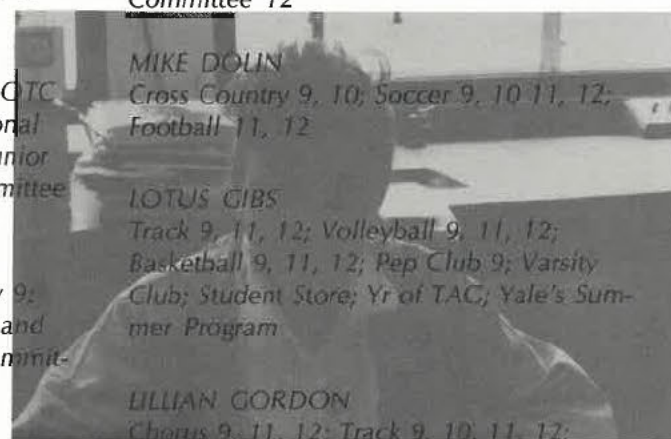 Committee 12
MIKE DOLIN
Cross Country 9, 10; Soccer 9, 10 11, 12;
Football 11, 12
LOTUS GIBS
Track 9, 11, 12; Volleyball 9, 11, 12;
Basketball 9, 11, 12; Pep Club 9; Varsity
Club; Student Store; Yr of TAC; Yale's Sum-
mer Program
LILLIAN GORDON
Chorus 9, 11, 12; Track 9, 10, 11, 12;
9;
and